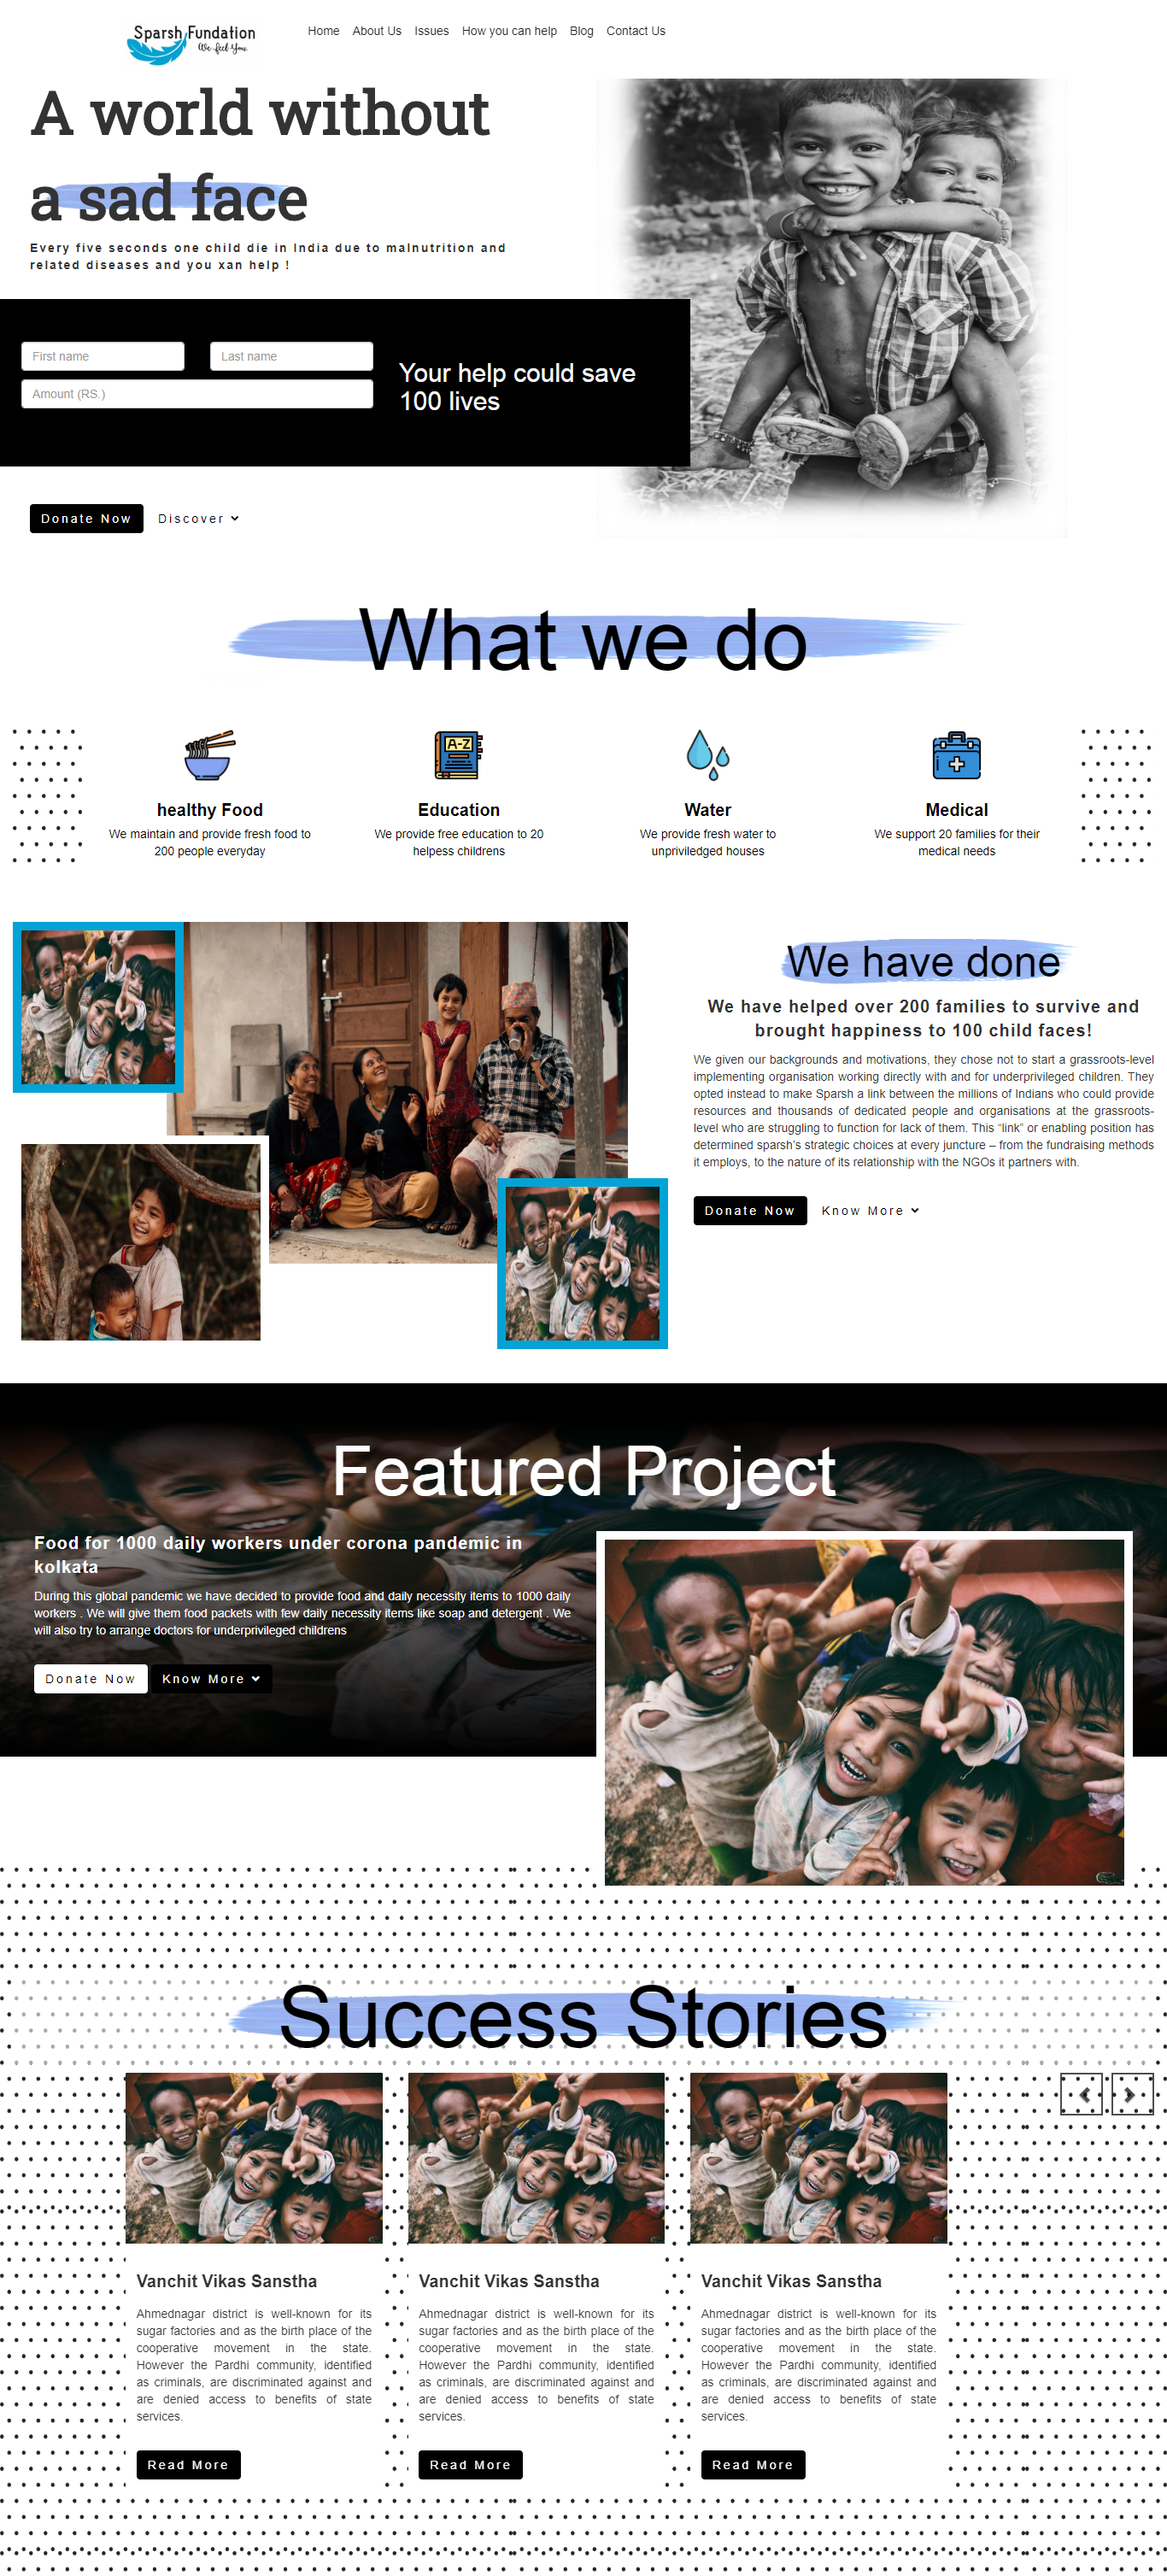 Sparsh Fundation
We feel You.
Home About Us Issues How you can help Blog Contact Us
A world without
a sad face
Every five seconds one child die in India due to malnutrition and
related diseases and you xan help !
First name
Last name
Amount (RS.)
Your help could save
100 lives
Donate Now
Discover
What we do
A-Z
healthy Food
We maintain and provide fresh food to
200 people everyday
Education
We provide free education to 20
helpess childrens
Water
We provide fresh water to
unpriviledged houses
Medical
We support 20 families for their
medical needs
We have done
We have helped over 200 families to survive and
brought happiness to 100 child faces!
We given our backgrounds and motivations, they chose not to start a grassroots-level
implementing organisation working directly with and for underprivileged children. They
opted instead to make Sparsh a link between the millions of Indians who could provide
resources and thousands of dedicated people and organisations at the grassroots-
level who are struggling to function for lack of them. This “link” or enabling position has
determined sparsh’s strategic choices at every juncture – from the fundraising methods
it employs, to the nature of its relationship with the NGOs it partners with.
Donate Now
Know More
Featured Project
Food for 1000 daily workers under corona pandemic in
kolkata
During this global pandemic we have decided to provide food and daily necessity items to 1000 daily
workers . We will give them food packets with few daily necessity items like soap and detergent . We
will also try to arrange doctors for underprivileged childrens
Donate Now
Know More
Success Stories
Vanchit Vikas Sanstha
Ahmednagar district is well-known for its
sugar factories and as the birth place of the
cooperative movement in the state.
However the Pardhi community, identified
as criminals, are discriminated against and
are denied access to benefits of state
services.
Read More
Vanchit Vikas Sanstha
Ahmednagar district is well-known for its
sugar factories and as the birth place of the
cooperative movement in the state.
However the Pardhi community, identified
as criminals, are discriminated against and
are denied access to benefits of state
services.
Read More
Vanchit Vikas Sanstha
Ahmednagar district is well-known for its
sugar factories and as the birth place of the
cooperative movement in the state.
However the Pardhi community, identified
as criminals, are discriminated against and
are denied access to benefits of state
services.
Read More